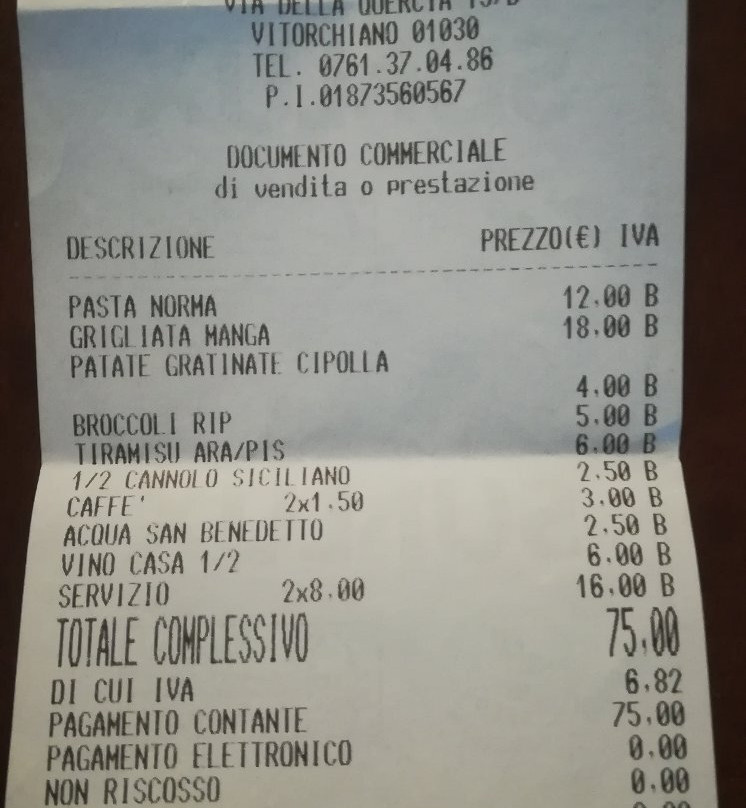 VIA DELLA QUERCIA
VITORCHIANO 01030
TEL. 0761.37.04.86
P.I.01873560567
DOCUMENTO COMMERCIALE
di vendita o prestazione
DESCRIZIONE PREZZO(€) IVA
PASTA NORMA 12.00 B
GRIGLIATA MANGA 18.00 B
PATATE GRATINATE CIPOLLA
4.00 B
BROCCOLI RIP 5.00 B
TIRAMISU ARA/PIS 6.00 B
1/2 CANNOLO SICILIANO 2.50 B
CAFFE' 2x1.50 3.00 B
ACQUA SAN BENEDETTO 2.50 B
VINO CASA 1/2 6.00 B
SERVIZIO 2x8.00 16.00 B
TOTALE COMPLESSIVO 75.00
DI CUI IVA 6.82
PAGAMENTO CONTANTE 75.00
PAGAMENTO ELETTRONICO 0.00
NON RISCOSSO 0.00